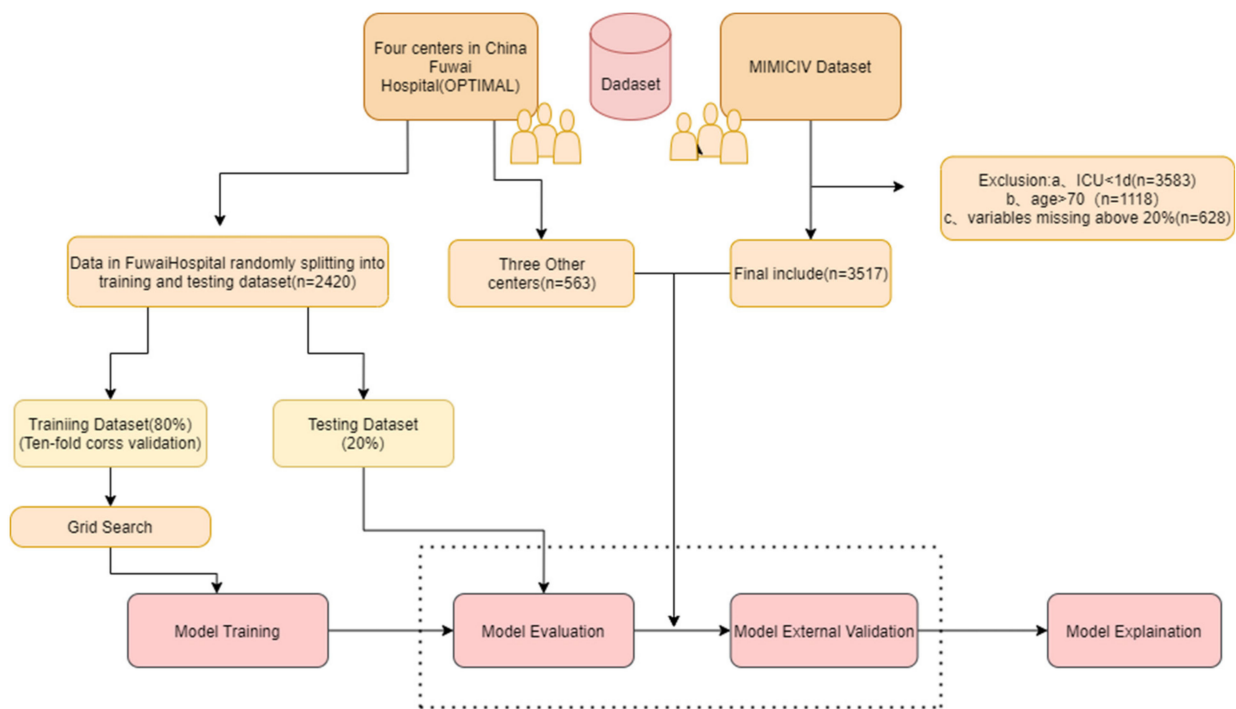 Four centers in China
Fuwai
Hospital(OPTIMAL)
Dadaset
MIMICIV Dataset
Exclusion:a、ICU<1d(n=3583)
b、age>70 (n=1118)
c、variables missing above 20%(n=628)
Data in FuwaiHospital randomly splitting into
training and testing dataset(n=2420)
Three Other
centers(n=563)
Final include(n=3517)
Trainiing Dataset(80%)
(Ten-fold corss validation)
Testing Dataset
(20%)
Grid Search
Model Training
Model Evaluation
Model External Validation
Model Explaination